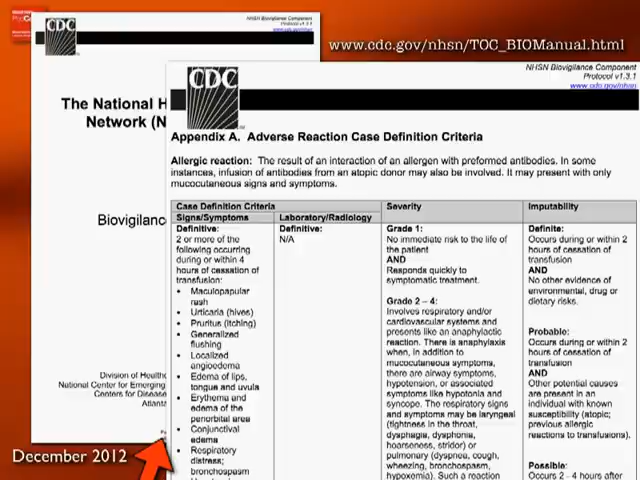 CDC
NHSN Biovigilance Component
Protocol v1.3.1
www.cdc.gov/nhsn
www.cdc.gov/nhsn/TOC_BIOManual.html
The National H
Network (N
Biovigilanc
Division of Healthc
National Center for Emerging
Centers for Diseas
Atlant
December 2012
CDC
NHSN Biovigilance Component
Protocol v1.3.1
www.cdc.gov/nhsn
Appendix A. Adverse Reaction Case Definition Criteria
Allergic reaction: The result of an interaction of an allergen with preformed antibodies. In some
instances, infusion of antibodies from an atopic donor may also be involved. It may present with only
mucocutaneous signs and symptoms.
Case Definition Criteria
Signs/Symptoms
Laboratory/Radiology
Severity
Imputability
Definitive:
2 or more of the
following occurring
during or within 4
hours of cessation of
transfusion:
• Maculopapular
rash
• Urticaria (hives)
• Pruritus (itching)
• Generalized
flushing
• Localized
angioedema
• Edema of lips,
tongue and uvula
• Erythema and
edema of the
periorbital area
• Conjunctival
edema
• Respiratory
distress;
bronchospasm
Definitive:
N/A
Grade 1:
No immediate risk to the life of
the patient
AND
Responds quickly to
symptomatic treatment.
Grade 2 – 4:
Involves respiratory and/or
cardiovascular systems and
presents like an anaphylactic
reaction. There is anaphylaxis
when, in addition to
mucocutaneous symptoms,
there are airway symptoms,
hypotension, or associated
symptoms like hypotonia and
syncope. The respiratory signs
and symptoms may be laryngeal
(tightness in the throat,
dysphagia, dysphonia,
hoarseness, stridor) or
pulmonary (dyspnea, cough,
wheezing, bronchospasm,
hypoxemia). Such a reaction
Definite:
Occurs during or within 2
hours of cessation of
transfusion
AND
No other evidence of
environmental, drug or
dietary risks.
Probable:
Occurs during or within 2
hours of cessation of
transfusion
AND
Other potential causes
are present in an
individual with known
susceptibility (atopic;
previous allergic
reactions to transfusions).
Possible:
Occurs 2 - 4 hours after